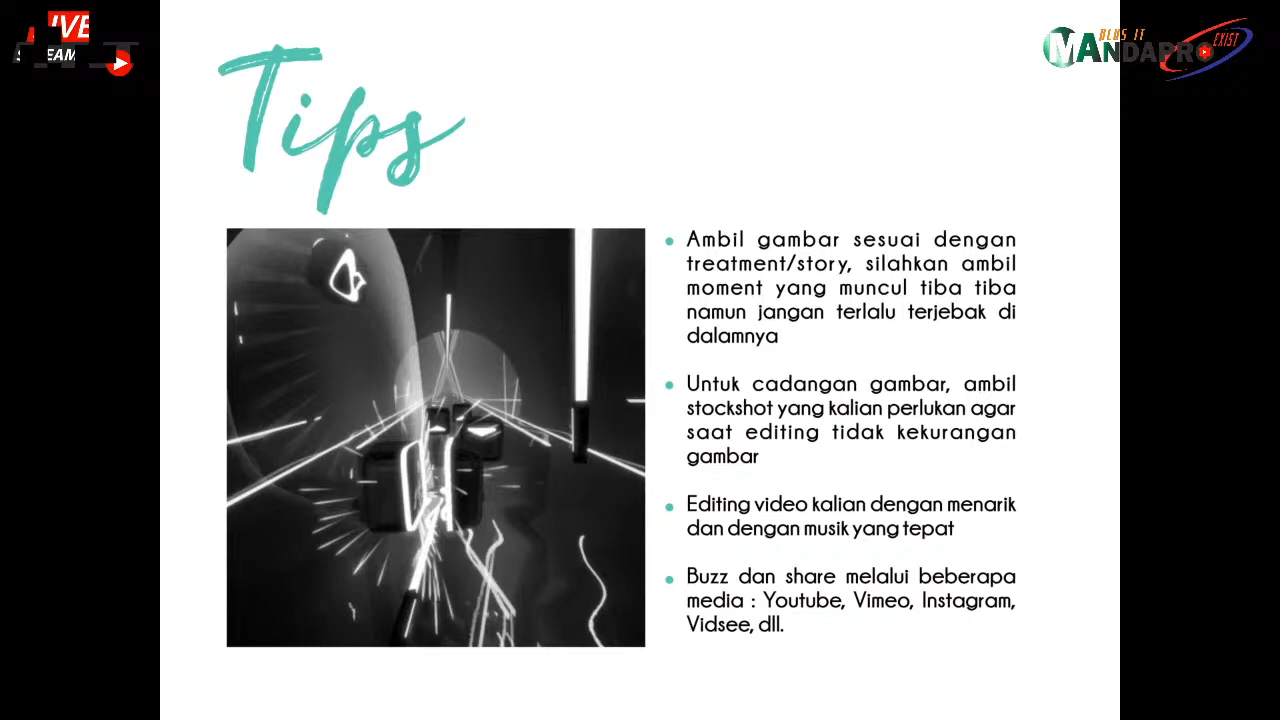 Tips
PLUS IT
MANDAPRO
EXIST
Ambil gambar sesuai dengan
treatment/story, silahkan ambil
moment yang muncul tiba tiba
namun jangan terlalu terjebak di
dalamnya
Untuk cadangan gambar, ambil
stockshot yang kalian perlukan agar
saat editing tidak kekurangan
gambar
Editing video kalian dengan menarik
dan dengan musik yang tepat
Buzz dan share melalui beberapa
media : Youtube, Vimeo, Instagram,
Vidsee, dll.